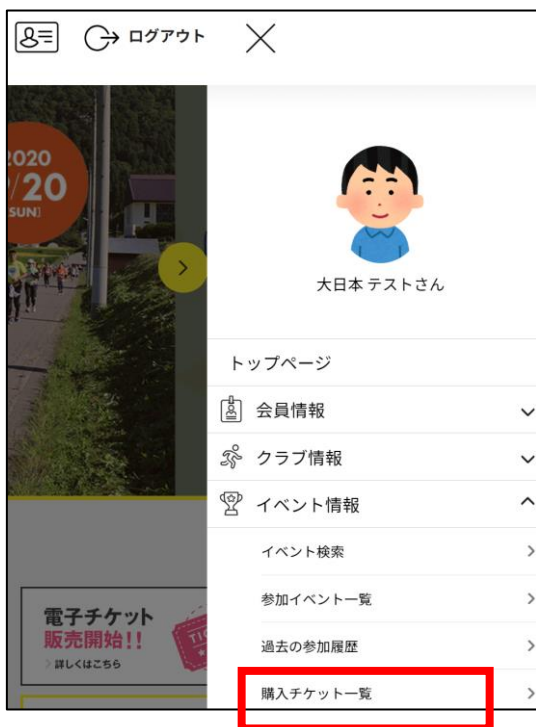 ログアウト
2020
/20
SUN]
大日本 テストさん
トップページ
会員情報
クラブ情報
イベント情報
イベント検索
参加イベント一覧
過去の参加履歴
購入チケット一覧
電子チケット
販売開始!!
詳しくはこちら